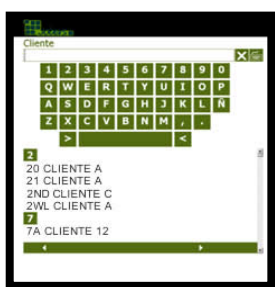 Cliente
1 2 3 4 5 6 7 8 9 0
Q W E R T Y U I O P
A S D F G H J K L Ñ
Z X C V B N M , .
> <
2
20 CLIENTE A
21 CLIENTE A
2ND CLIENTE C
2WL CLIENTE A
7
7A CLIENTE 12